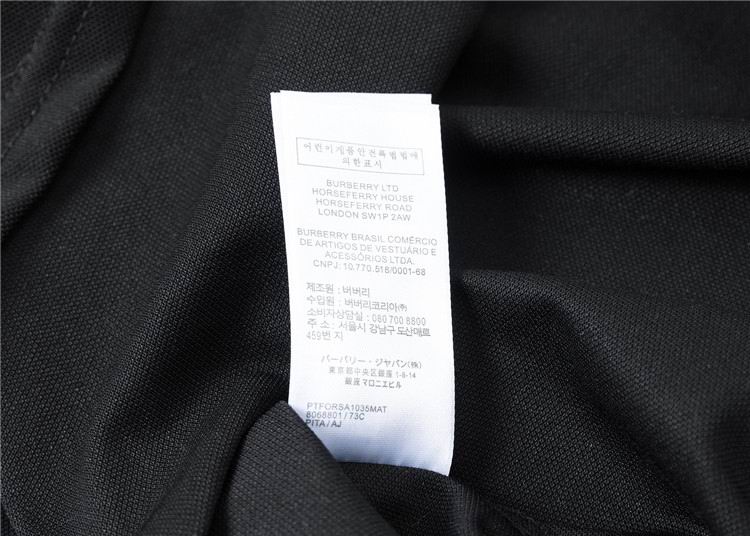 어린이제품안전특별법에
의한표시
BURBERRY LTD
HORSEFERRY HOUSE
HORSEFERRY ROAD
LONDON SW1P 2AW
BURBERRY BRASIL COMÉRCIO
DE ARTIGOS DE VESTUÁRIO E
ACESSÓRIOS LTDA.
CNPJ: 10.770.518/0001-68
제조원 : 버버리
수입원 : 버버리코리아㈜
소비자상담실 : 080 700 8800
주 소 : 서울시 강남구 도산대로
459번 지
バーバリー・ジャパン(株)
東京都中央区銀座 1-8-14
銀座マロニエビル
PTFORSA1035MAT
8068801 / 73C
PITA / AJ